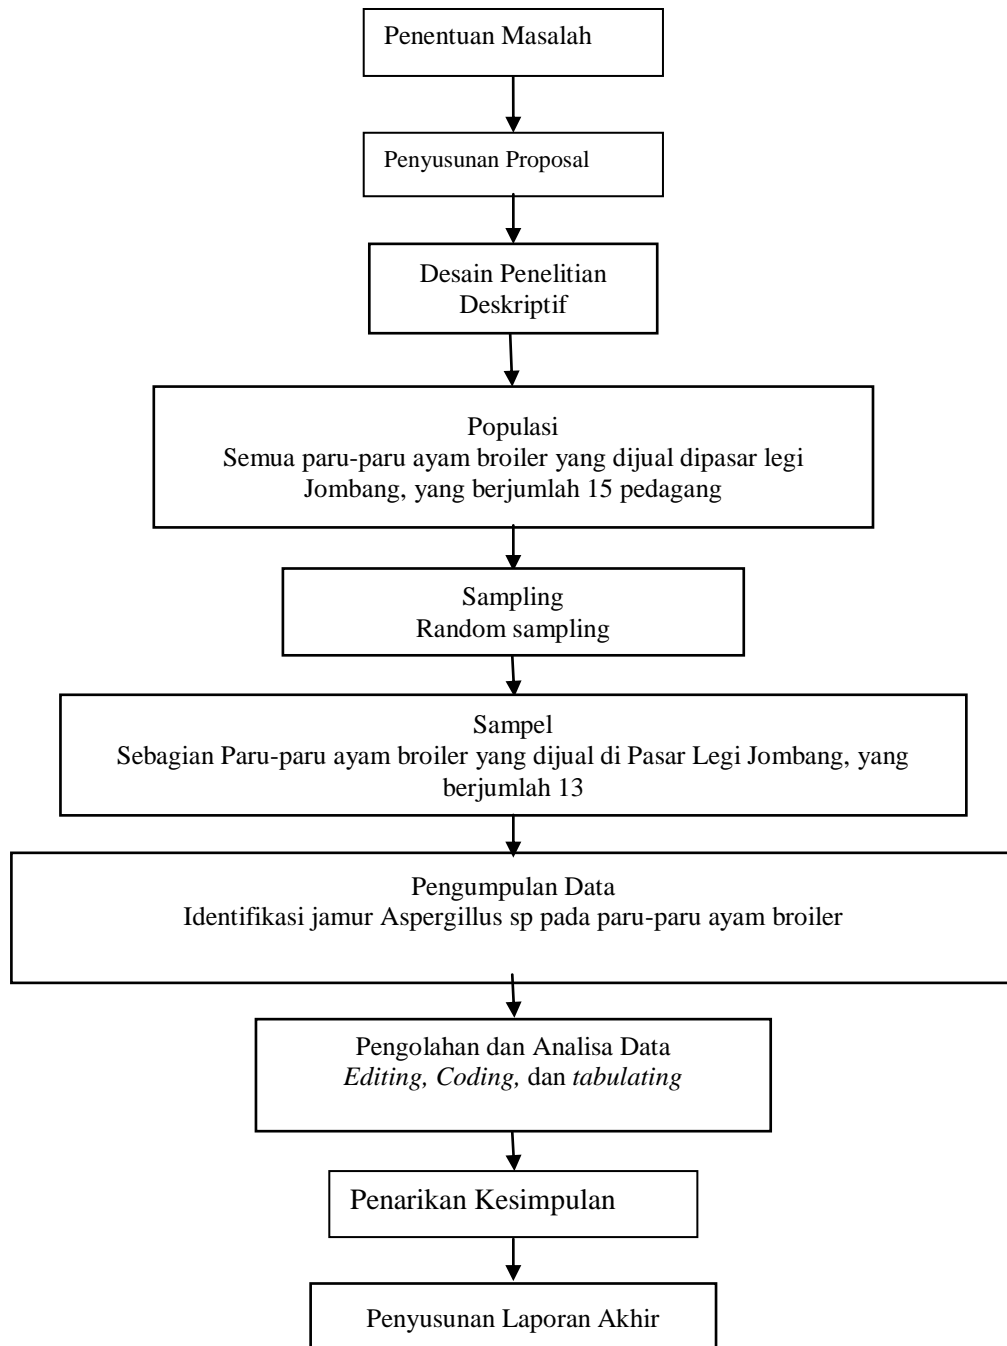 Penentuan Masalah
Penyusunan Proposal
Desain Penelitian
Deskriptif
Populasi
Semua paru-paru ayam broiler yang dijual dipasar legi
Jombang, yang berjumlah 15 pedagang
Sampling
Random sampling
Sampel
Sebagian Paru-paru ayam broiler yang dijual di Pasar Legi Jombang, yang
berjumlah 13
Pengumpulan Data
Identifikasi jamur Aspergillus sp pada paru-paru ayam broiler
Pengolahan dan Analisa Data
Editing, Coding, dan tabulating
Penarikan Kesimpulan
Penyusunan Laporan Akhir